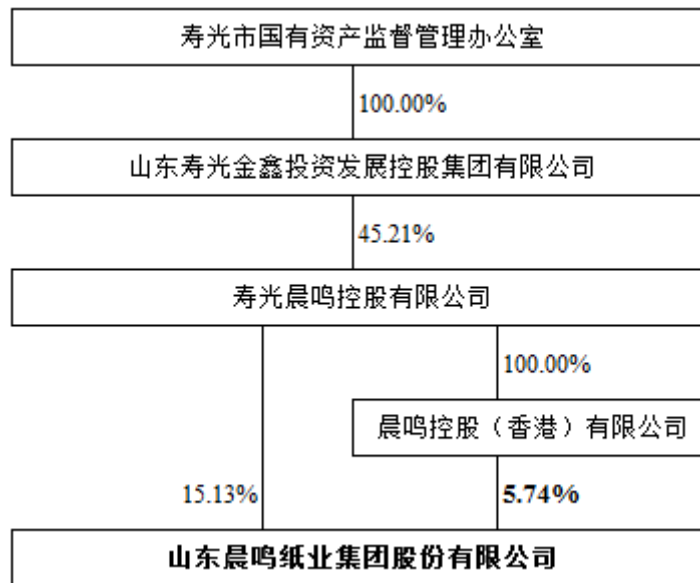 寿光市国有资产监督管理办公室
100.00%
山东寿光金鑫投资发展控股集团有限公司
45.21%
寿光晨鸣控股有限公司
100.00%
晨鸣控股（香港）有限公司
15.13%
5.74%
山东晨鸣纸业集团股份有限公司